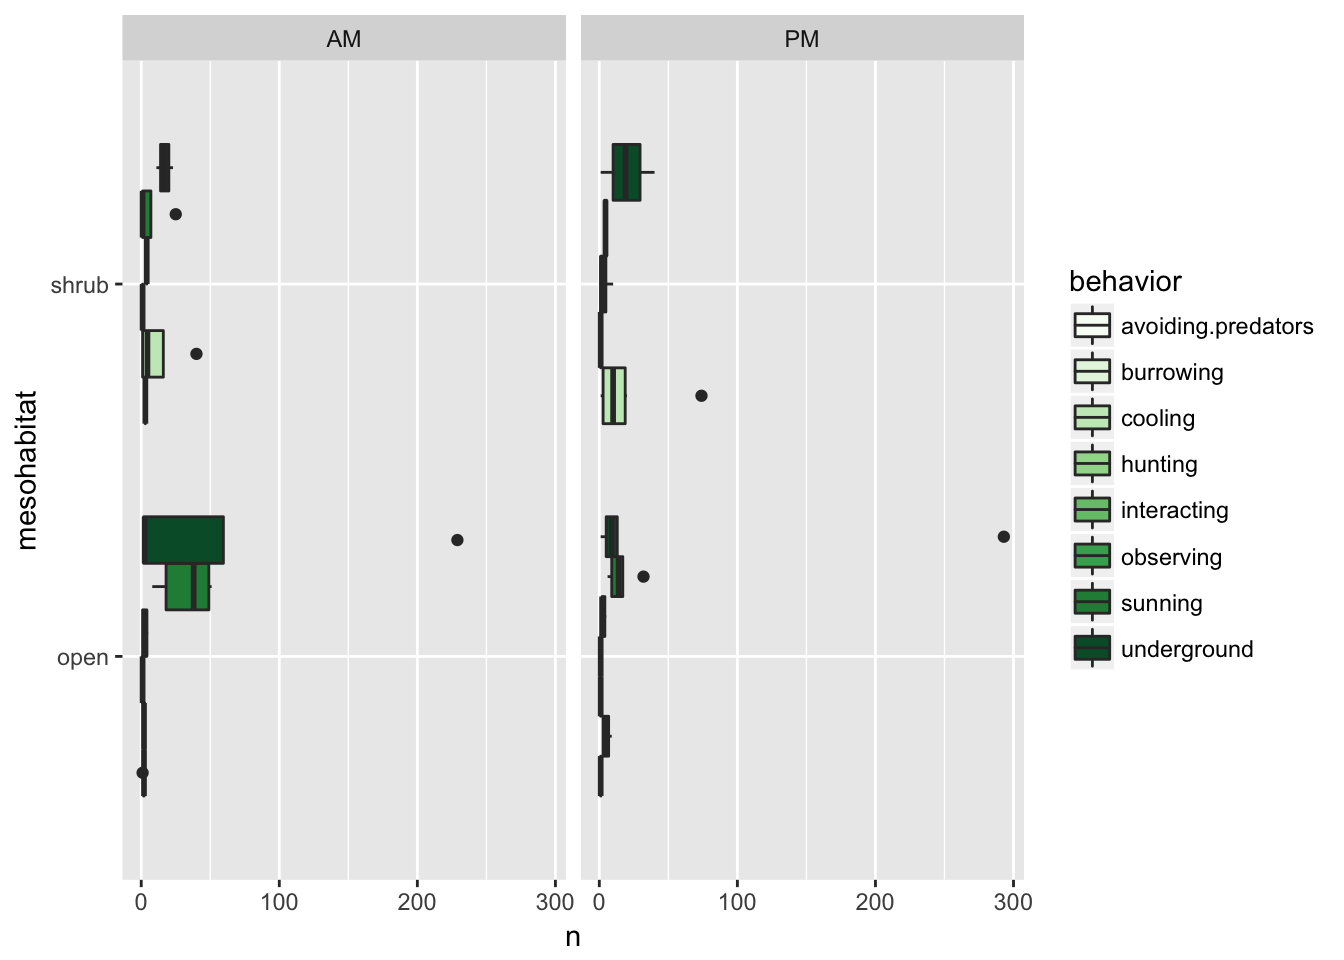 AM
PM
shrub
open
mesohabitat
0
100
200
300
0
100
200
300
n
behavior
avoiding.predators
burrowing
cooling
hunting
interacting
observing
sunning
underground